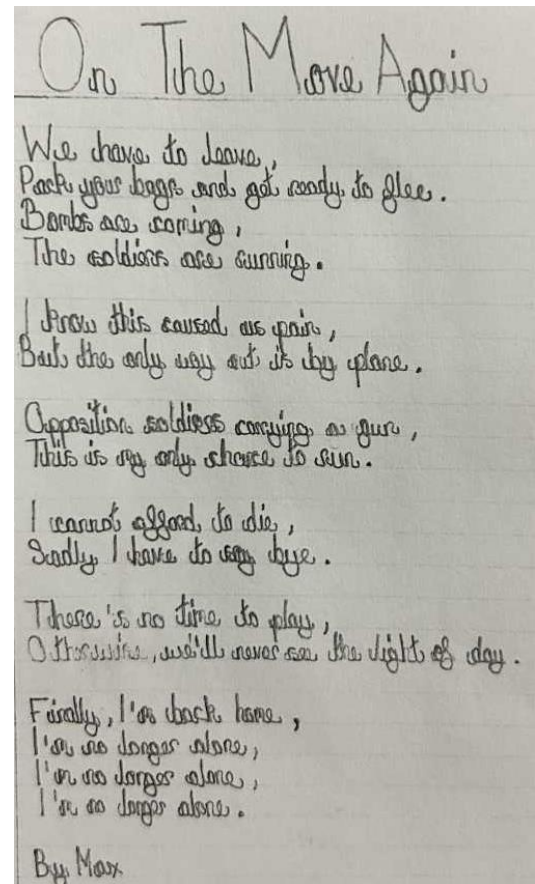 On The Move Again
We have to leave,
Pack your bags and get ready to flee.
Bombs are coming,
The soldiers are running.
I know this caused us pain,
But the only way out is by plane.
Opposition soldiers carrying a gun,
This is my only chance to run.
I cannot afford to die,
Sadly I have to say bye.
There's no time to play,
Otherwise, we'll never see the light of day.
Finally, I'm back home,
I'm no longer alone,
I'm no longer alone,
I'm no longer alone.
By Max